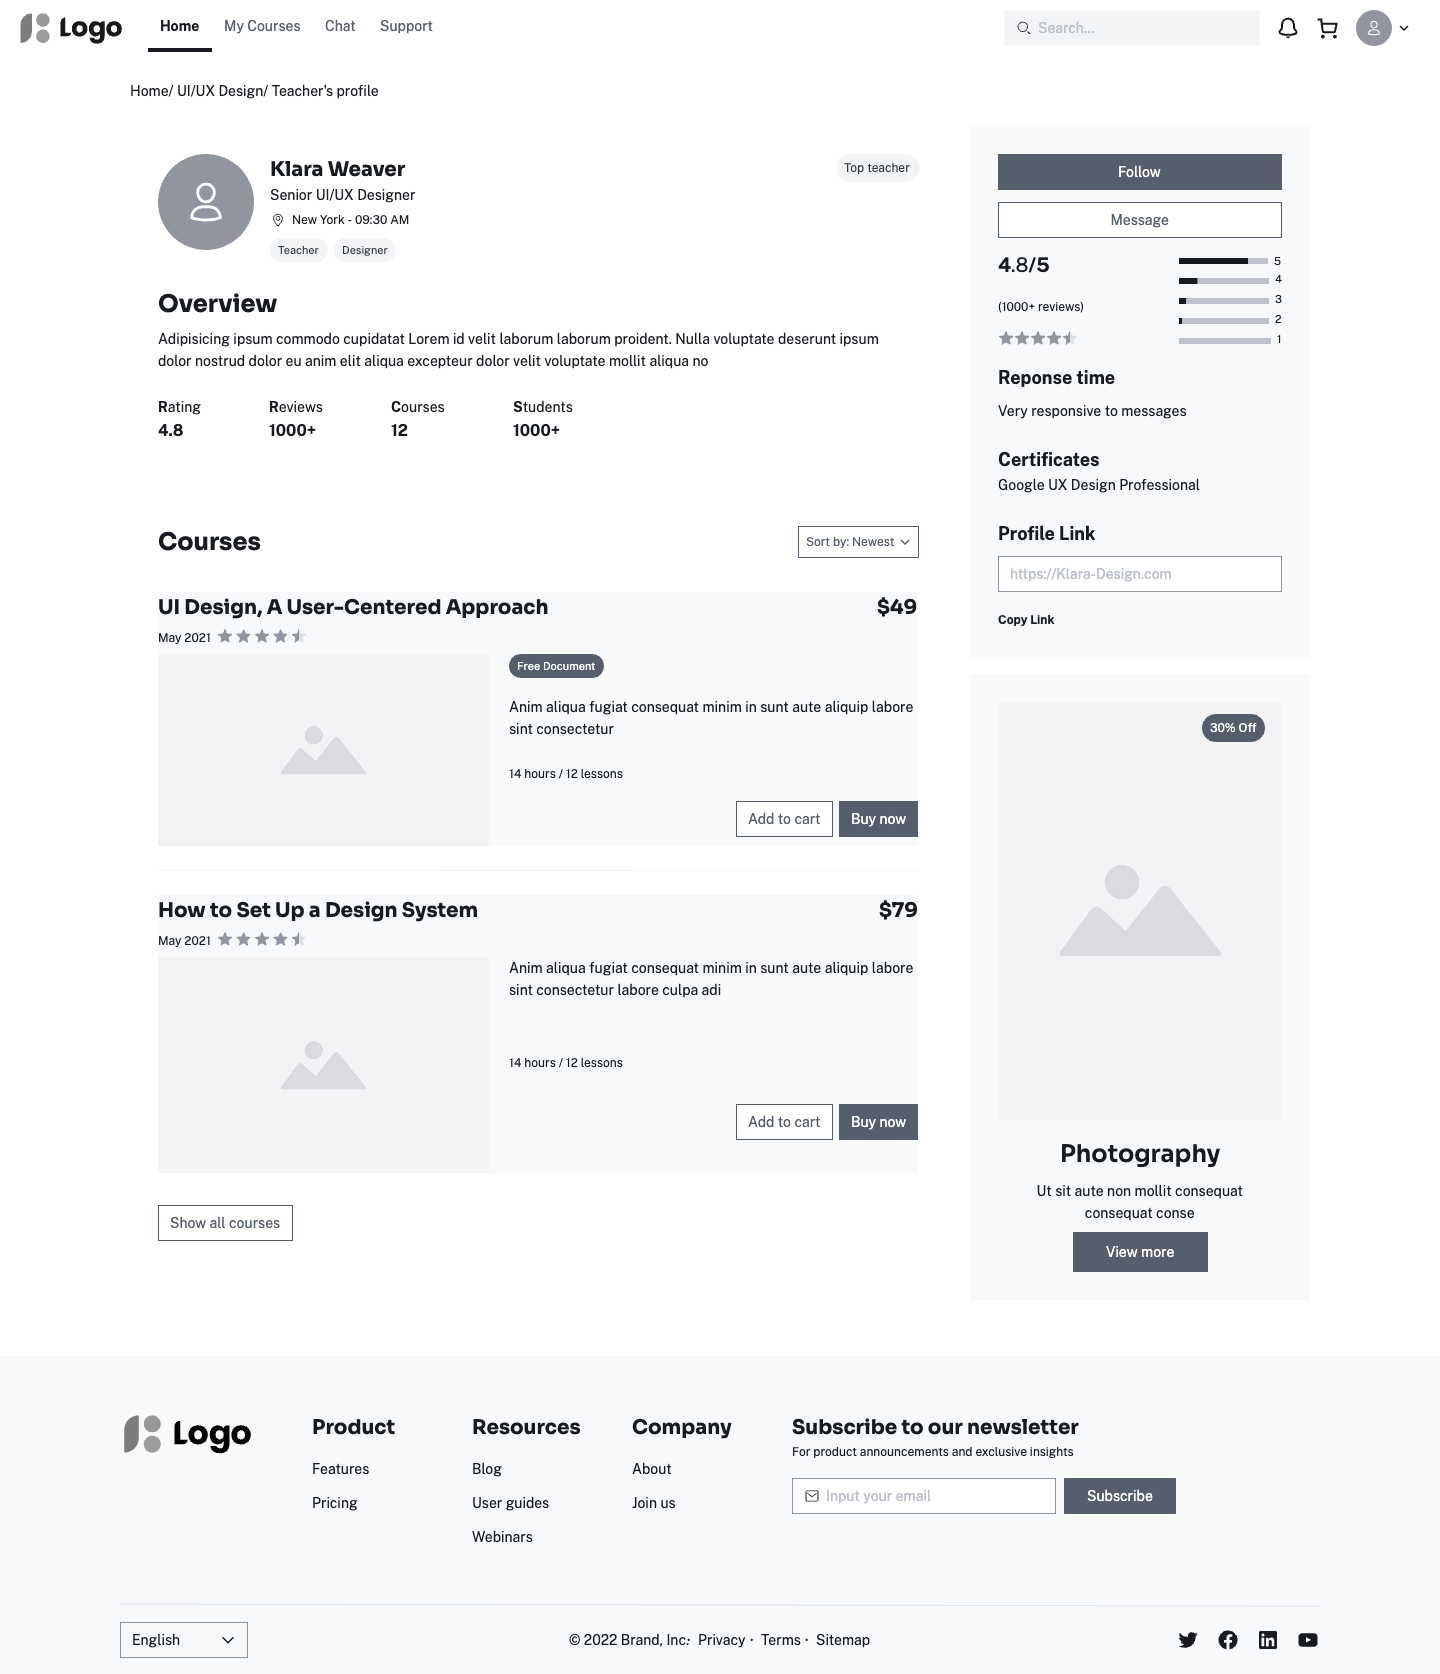 Logo
Home
My Courses
Chat
Support
Search...
Home/ UI/UX Design/ Teacher's profile
Klara Weaver
Top teacher
Senior UI/UX Designer
New York - 09:30 AM
Teacher
Designer
Overview
Adipisicing ipsum commodo cupidatat Lorem id velit laborum laborum proident. Nulla voluptate deserunt ipsum
dolor nostrud dolor eu anim elit aliqua excepteur dolor velit voluptate mollit aliqua no
Rating
Reviews
Courses
Students
4.8
1000+
12
1000+
Courses
Sort by: Newest
UI Design, A User-Centered Approach
$49
May 2021
Free Document
Anim aliqua fugiat consequat minim in sunt aute aliquip labore
sint consectetur
14 hours / 12 lessons
Add to cart
Buy now
How to Set Up a Design System
$79
May 2021
Anim aliqua fugiat consequat minim in sunt aute aliquip labore
sint consectetur labore culpa adi
14 hours / 12 lessons
Add to cart
Buy now
Show all courses
Follow
Message
4.8/5
(1000+ reviews)
5
4
3
2
1
Reponse time
Very responsive to messages
Certificates
Google UX Design Professional
Profile Link
https://Klara-Design.com
Copy Link
30% Off
Photography
Ut sit aute non mollit consequat
consequat conse
View more
Logo
Product
Features
Pricing
Resources
Blog
User guides
Webinars
Company
About
Join us
Subscribe to our newsletter
For product announcements and exclusive insights
Input your email
Subscribe
English
© 2022 Brand, Inc. · Privacy · Terms · Sitemap